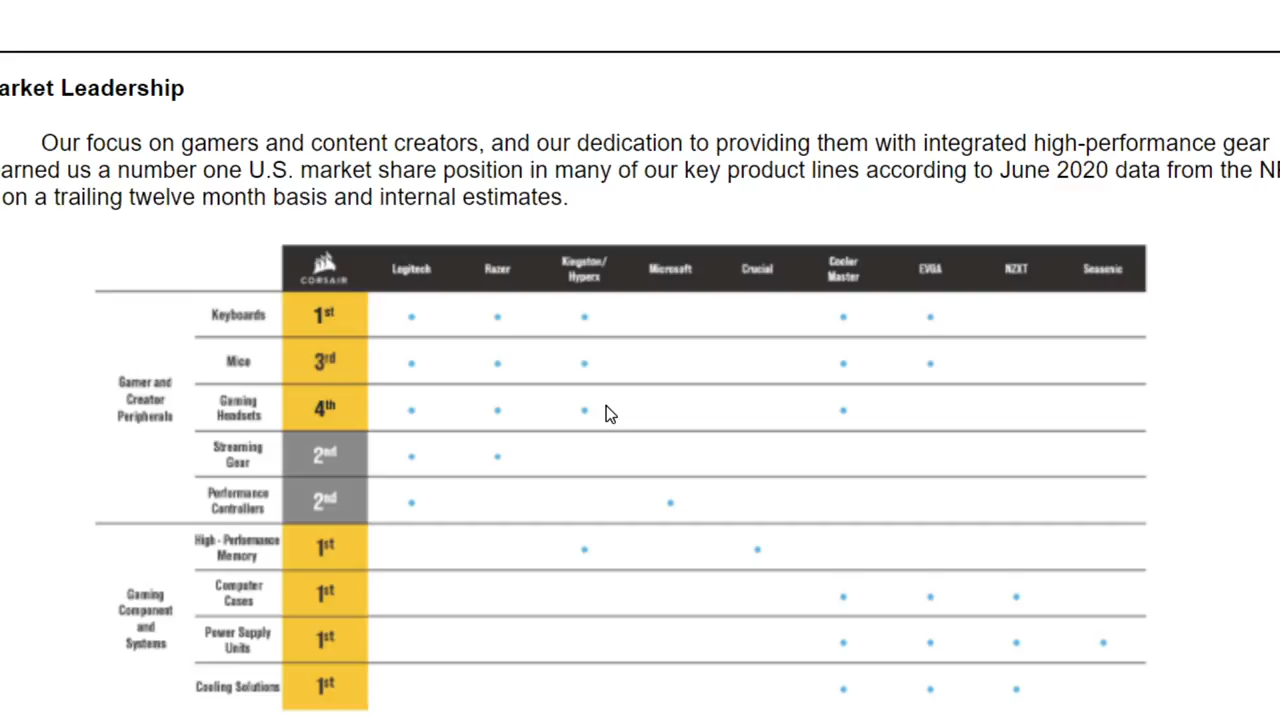 arket Leadership
Our focus on gamers and content creators, and our dedication to providing them with integrated high-performance gear
arned us a number one U.S. market share position in many of our key product lines according to June 2020 data from the NP
on a trailing twelve month basis and internal estimates.
CORSAIR Logitech Razer Kingston/ Hyperx Microsoft Crucial Cooler Master EVGA NZXT Seasonic
Gamer and
Creator
Peripherals
Keyboards 1st
Mice 3rd
Gaming
Headsets 4th
Streaming
Gear 2nd
Performance
Controllers 2nd
Gaming
Component
and
Systems
High - Performance
Memory 1st
Computer
Cases 1st
Power Supply
Units 1st
Cooling Solutions 1st